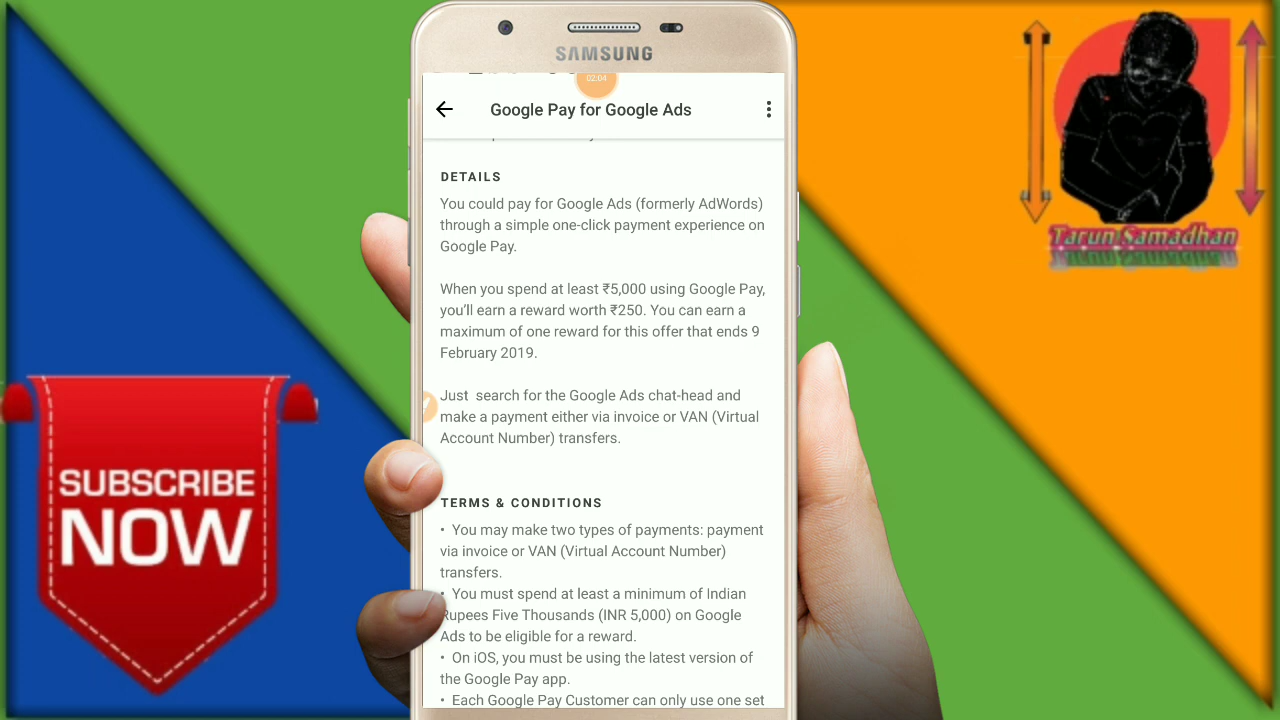 SAMSUNG
02:04
Google Pay for Google Ads
DETAILS
You could pay for Google Ads (formerly AdWords)
through a simple one-click payment experience on
Google Pay.
When you spend at least ₹5,000 using Google Pay,
you'll earn a reward worth ₹250. You can earn a
maximum of one reward for this offer that ends 9
February 2019.
Just  search for the Google Ads chat-head and
make a payment either via invoice or VAN (Virtual
Account Number) transfers.
TERMS & CONDITIONS
• You may make two types of payments: payment
via invoice or VAN (Virtual Account Number)
transfers.
• You must spend at least a minimum of Indian
Rupees Five Thousands (INR 5,000) on Google
Ads to be eligible for a reward.
• On iOS, you must be using the latest version of
the Google Pay app.
• Each Google Pay Customer can only use one set
SUBSCRIBE
NOW
Tarun Samadhan